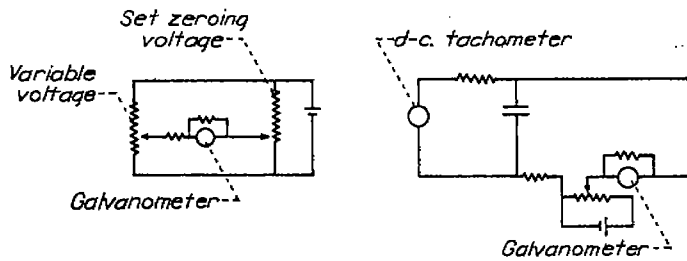 Set zeroing
voltage
Variable
voltage
Galvanometer
d-c. tachometer
Galvanometer